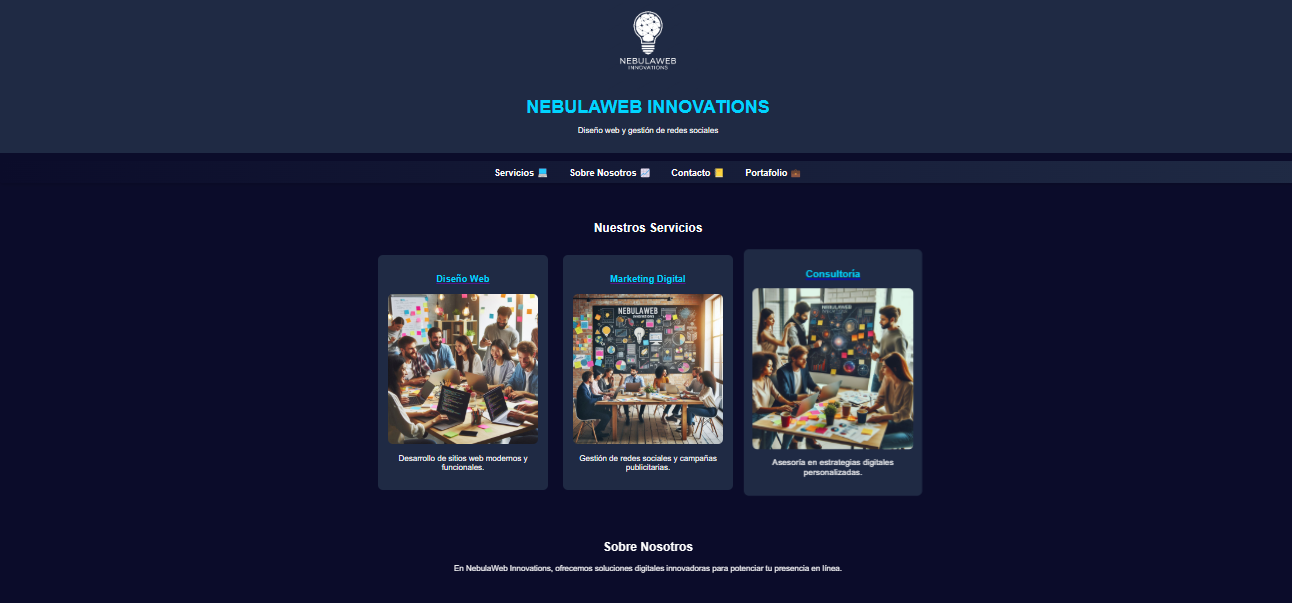 NEBULAWEB
INNOVATIONS
NEBULAWEB INNOVATIONS
Diseño web y gestión de redes sociales
Servicios
Sobre Nosotros
Contacto
Portafolio
Nuestros Servicios
Diseño Web
Marketing Digital
Consultoría
NEBULAWEB
INNOVATIONS
NEBULAWEB
Desarrollo de sitios web modernos y
funcionales.
Gestión de redes sociales y campañas
publicitarias.
Asesoría en estrategias digitales
personalizadas.
Sobre Nosotros
En NebulaWeb Innovations, ofrecemos soluciones digitales innovadoras para potenciar tu presencia en línea.